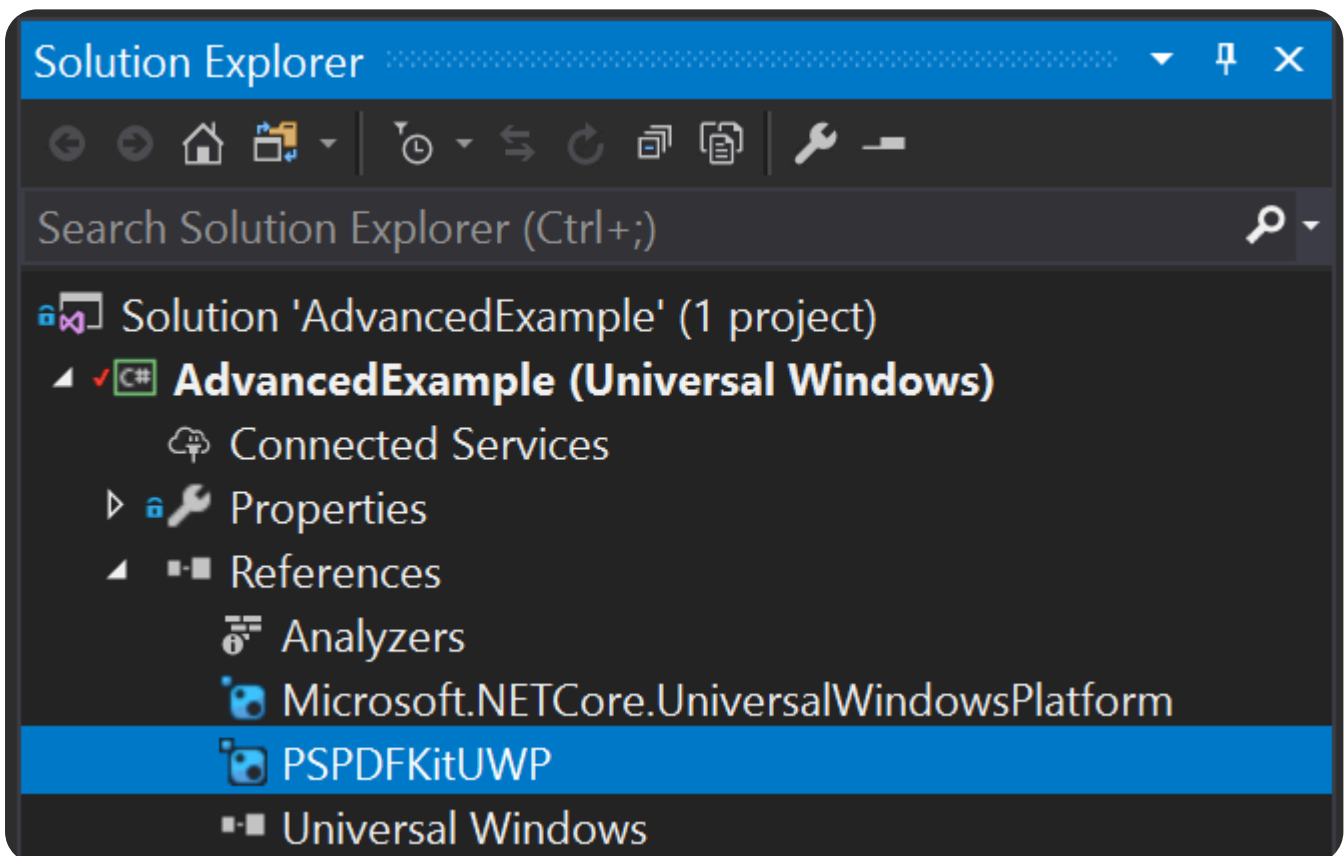 Solution Explorer
Search Solution Explorer (Ctrl+;)
Solution 'AdvancedExample' (1 project)
C# AdvancedExample (Universal Windows)
Connected Services
Properties
References
Analyzers
Microsoft.NETCore.UniversalWindowsPlatform
PSPDFKitUWP
Universal Windows